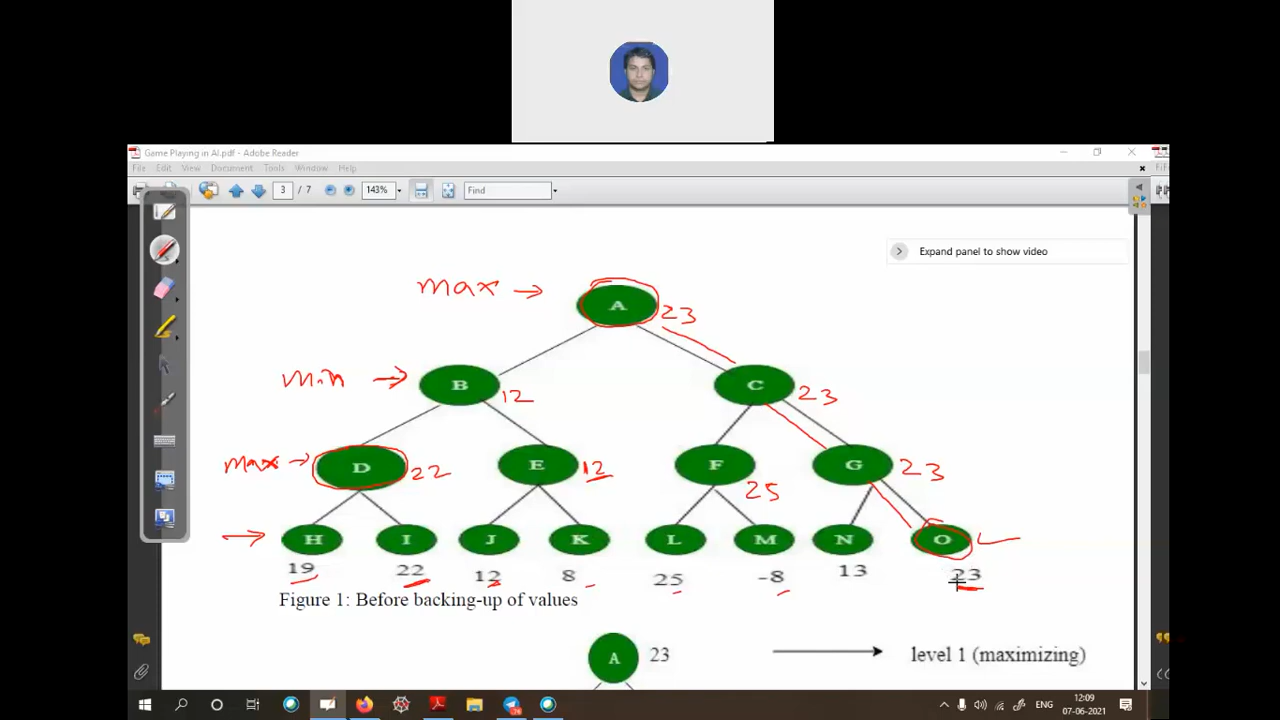 Game Playing in AI.pdf - Adobe Reader
File Edit View Document Tools Window Help
3 / 7 143% Find
Expand panel to show video
max → A 23
min → B 12 C 23
max → D 22 E 12 F 25 G 23
→ H I J K L M N O
19 22 12 8 25 -8 13 23
Figure 1: Before backing-up of values
A 23 level 1 (maximizing)
ENG 12:09
07-06-2021